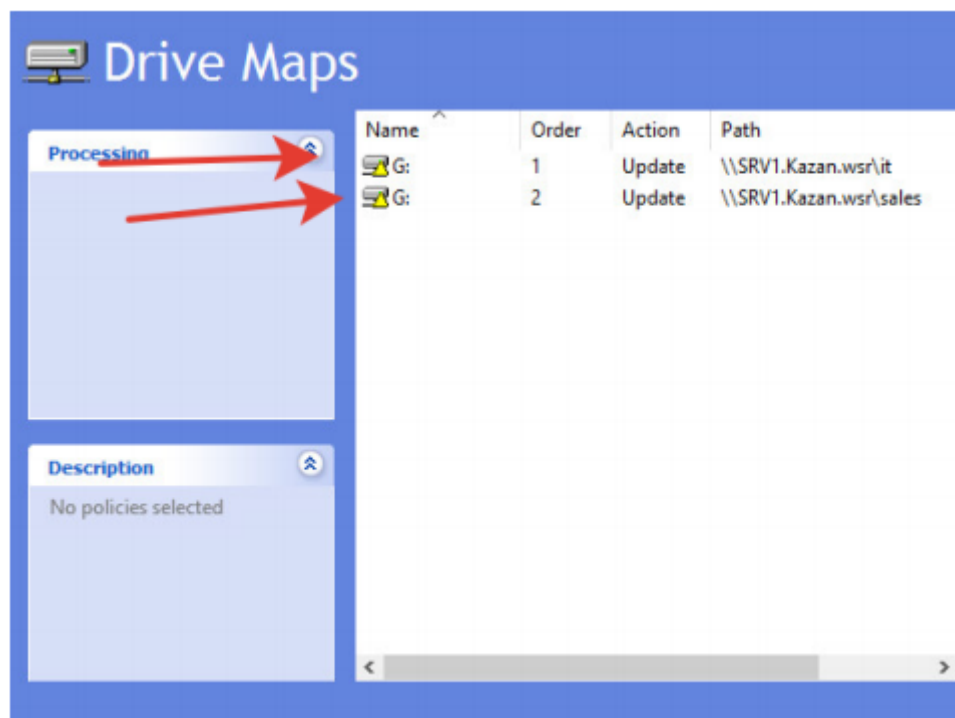 Drive Maps
Processing
Name Order Action Path
G: 1 Update \\SRV1.Kazan.wsr\it
G: 2 Update \\SRV1.Kazan.wsr\sales
Description
No policies selected